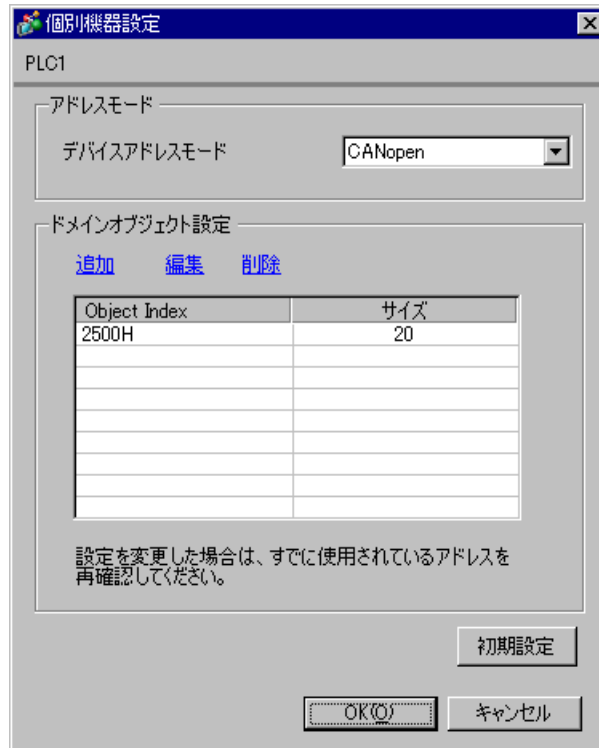 個別機器設定
PLC1
アドレスモード
デバイスアドレスモード CANopen
ドメインオブジェクト設定
追加 編集 削除
Object Index サイズ
2500H 20
設定を変更した場合は、すでに使用されているアドレスを
再確認してください。
初期設定
OK(O) キャンセル